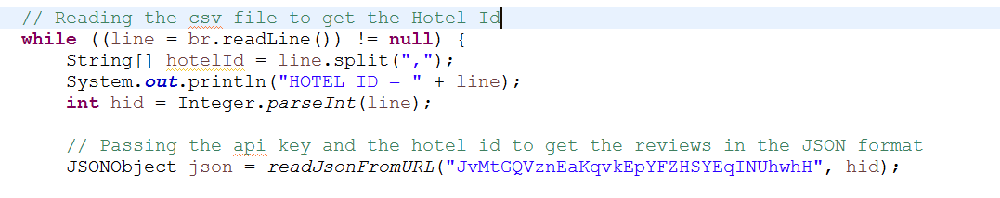 // Reading the csv file to get the Hotel Id
while ((line = br.readLine()) != null) {
    String[] hotelId = line.split(",");
    System.out.println("HOTEL ID = " + line);
    int hid = Integer.parseInt(line);
    // Passing the api key and the hotel id to get the reviews in the JSON format
    JSONObject json = readJsonFromURL("JvMtGQVznEaKqvkEpYFZHSYEqINUhwhH", hid);